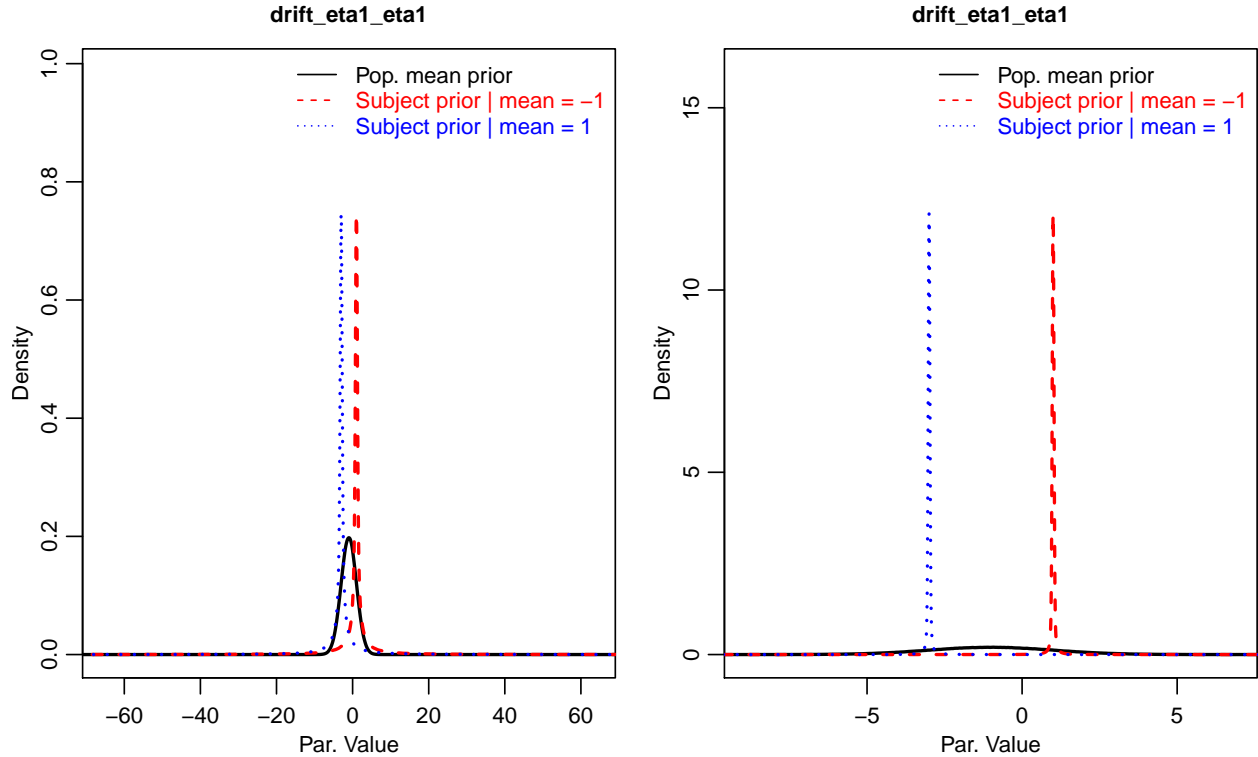 drift_eta1_eta1
Pop. mean prior
Subject prior | mean = −1
Subject prior | mean = 1
Density
0.0
0.2
0.4
0.6
0.8
1.0
−60 −40 −20 0 20 40 60
Par. Value
drift_eta1_eta1
Pop. mean prior
Subject prior | mean = −1
Subject prior | mean = 1
Density
0
5
10
15
−5 0 5
Par. Value